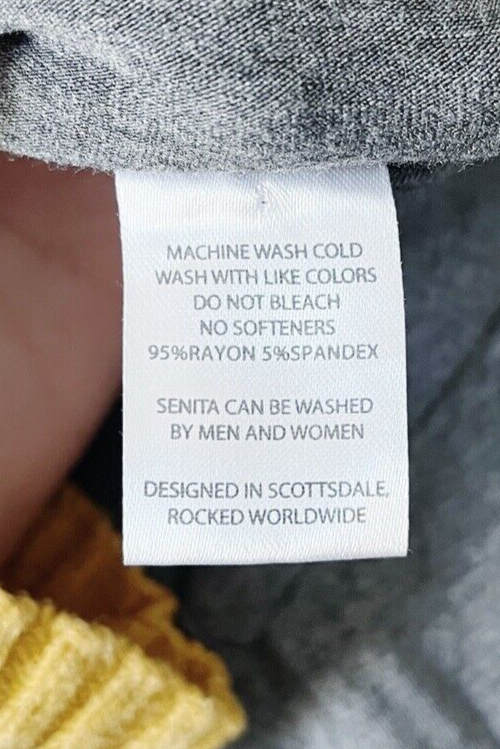 MACHINE WASH COLD
WASH WITH LIKE COLORS
DO NOT BLEACH
NO SOFTENERS
95%RAYON 5%SPANDEX
SENITA CAN BE WASHED
BY MEN AND WOMEN
DESIGNED IN SCOTTSDALE,
ROCKED WORLDWIDE